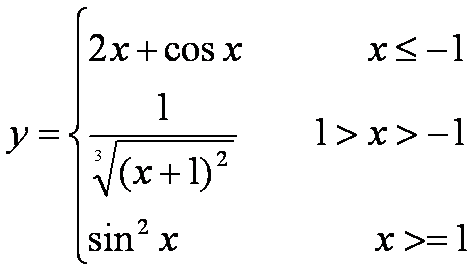 2x + cos x    x ≤ −1
y = { 1 / ∛((x + 1)²)    1 > x > −1
sin² x    x >= 1